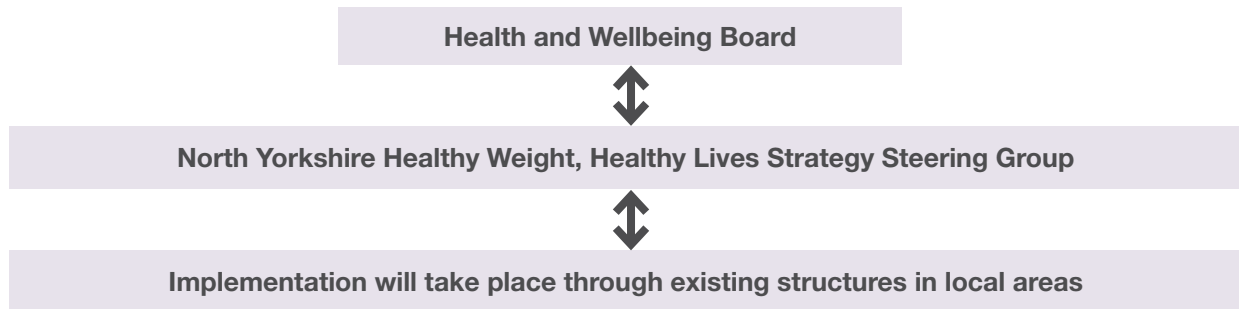 Health and Wellbeing Board
North Yorkshire Healthy Weight, Healthy Lives Strategy Steering Group
Implementation will take place through existing structures in local areas